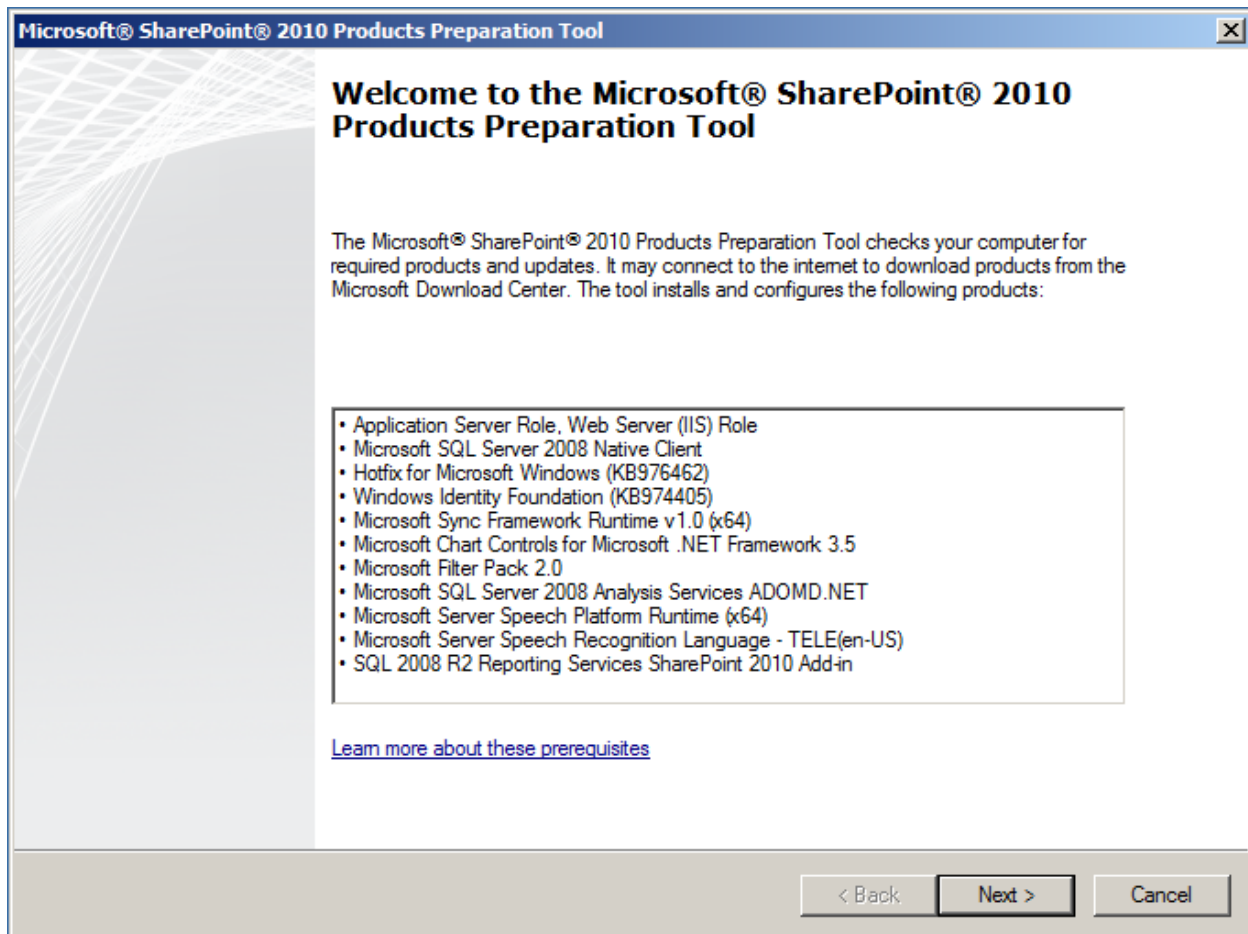 Microsoft® SharePoint® 2010 Products Preparation Tool
Welcome to the Microsoft® SharePoint® 2010
Products Preparation Tool
The Microsoft® SharePoint® 2010 Products Preparation Tool checks your computer for
required products and updates. It may connect to the internet to download products from the
Microsoft Download Center. The tool installs and configures the following products:
• Application Server Role, Web Server (IIS) Role
• Microsoft SQL Server 2008 Native Client
• Hotfix for Microsoft Windows (KB976462)
• Windows Identity Foundation (KB974405)
• Microsoft Sync Framework Runtime v1.0 (x64)
• Microsoft Chart Controls for Microsoft .NET Framework 3.5
• Microsoft Filter Pack 2.0
• Microsoft SQL Server 2008 Analysis Services ADOMD.NET
• Microsoft Server Speech Platform Runtime (x64)
• Microsoft Server Speech Recognition Language - TELE(en-US)
• SQL 2008 R2 Reporting Services SharePoint 2010 Add-in
Learn more about these prerequisites
< Back Next > Cancel